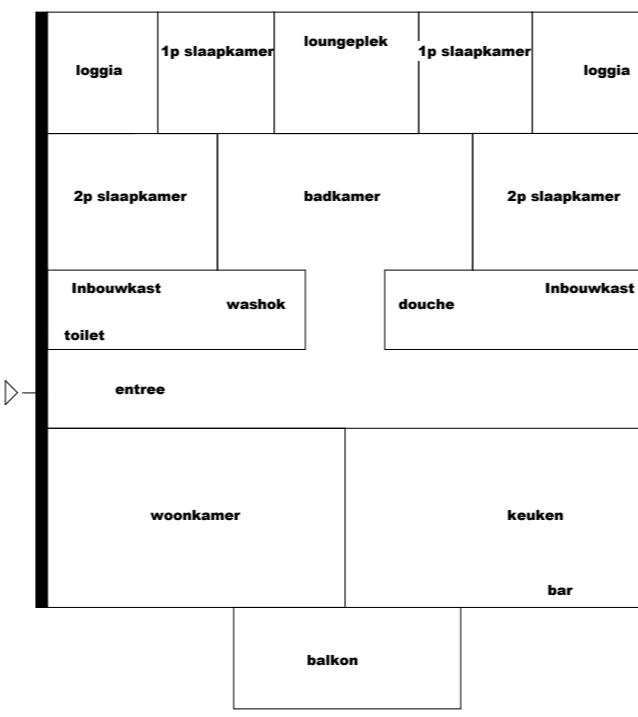 loggia
1p slaapkamer
loungeplek
1p slaapkamer
loggia
2p slaapkamer
badkamer
2p slaapkamer
Inbouwkast
washok
douche
Inbouwkast
toilet
entree
woonkamer
keuken
bar
balkon